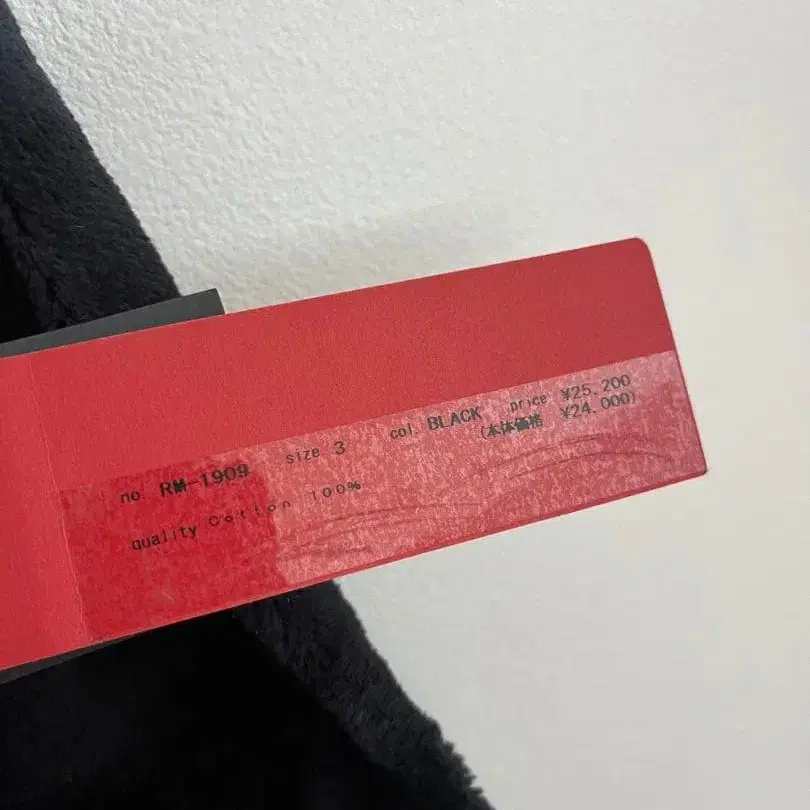 no. RM-1909 size 3 col. BLACK price ¥25,200
(本体価格 ¥24,000)
quality Cotton 100%